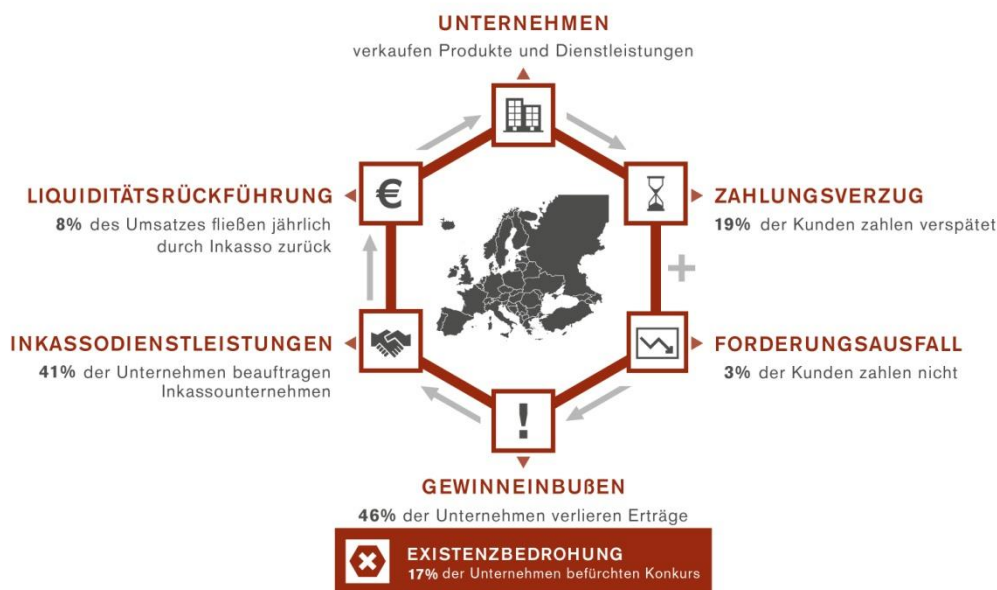 UNTERNEHMEN
verkaufen Produkte und Dienstleistungen
LIQUIDITÄTSRÜCKFÜHRUNG
8% des Umsatzes fließen jährlich
durch Inkasso zurück
€
ZAHLUNGSVERZUG
19% der Kunden zahlen verspätet
+
INKASSODIENSTLEISTUNGEN
41% der Unternehmen beauftragen
Inkassounternehmen
FORDERUNGSAUSFALL
3% der Kunden zahlen nicht
!
GEWINNEINBUßEN
46% der Unternehmen verlieren Erträge
EXISTENZBEDROHUNG
17% der Unternehmen befürchten Konkurs